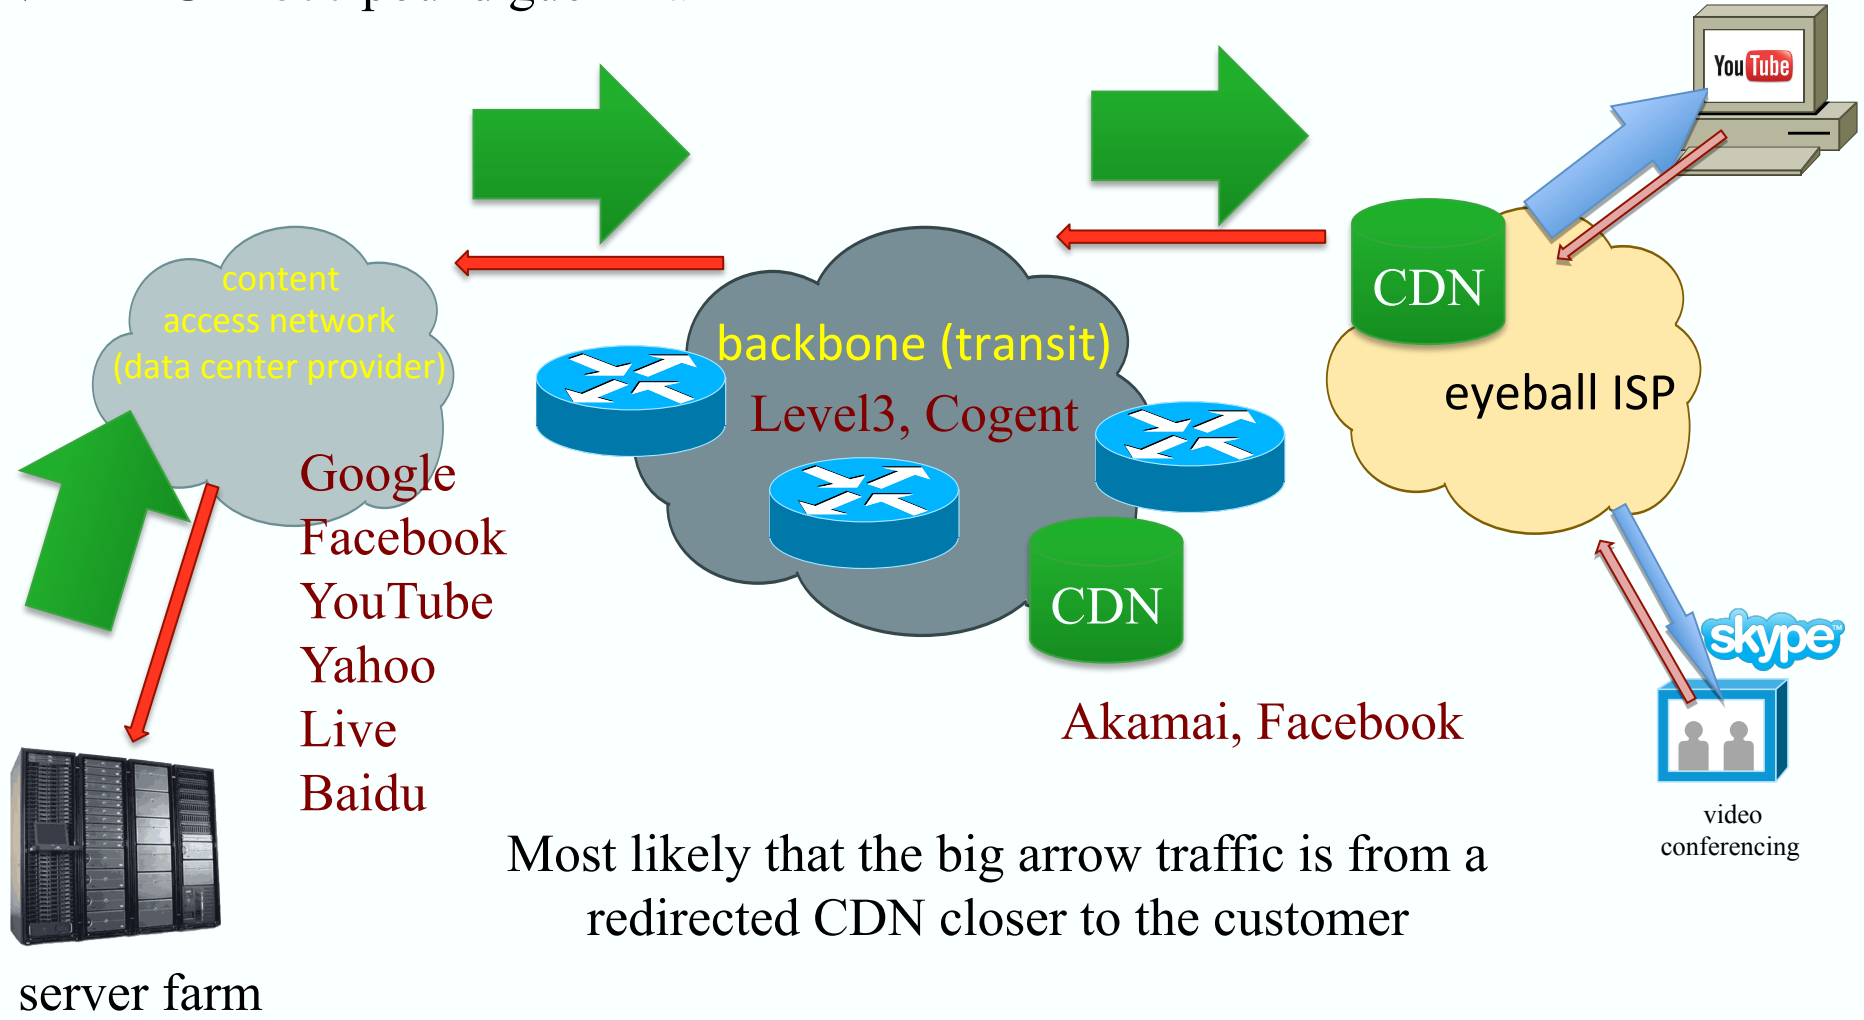 You Tube
content
access network
(data center provider)
CDN
backbone (transit)
Level3, Cogent
eyeball ISP
Google
Facebook
YouTube
Yahoo
Live
Baidu
CDN
skype™
Akamai, Facebook
video
conferencing
Most likely that the big arrow traffic is from a
redirected CDN closer to the customer
server farm